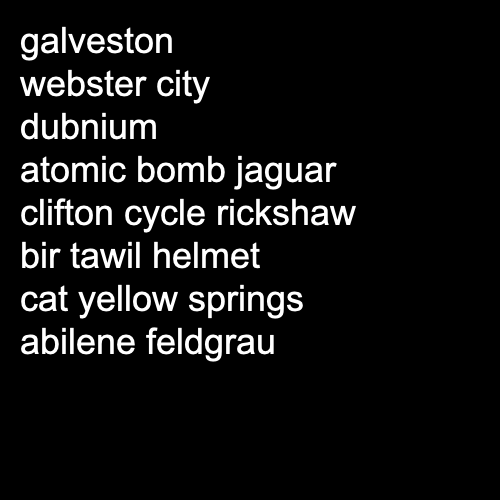 galveston
webster city
dubnium
atomic bomb jaguar
clifton cycle rickshaw
bir tawil helmet
cat yellow springs
abilene feldgrau